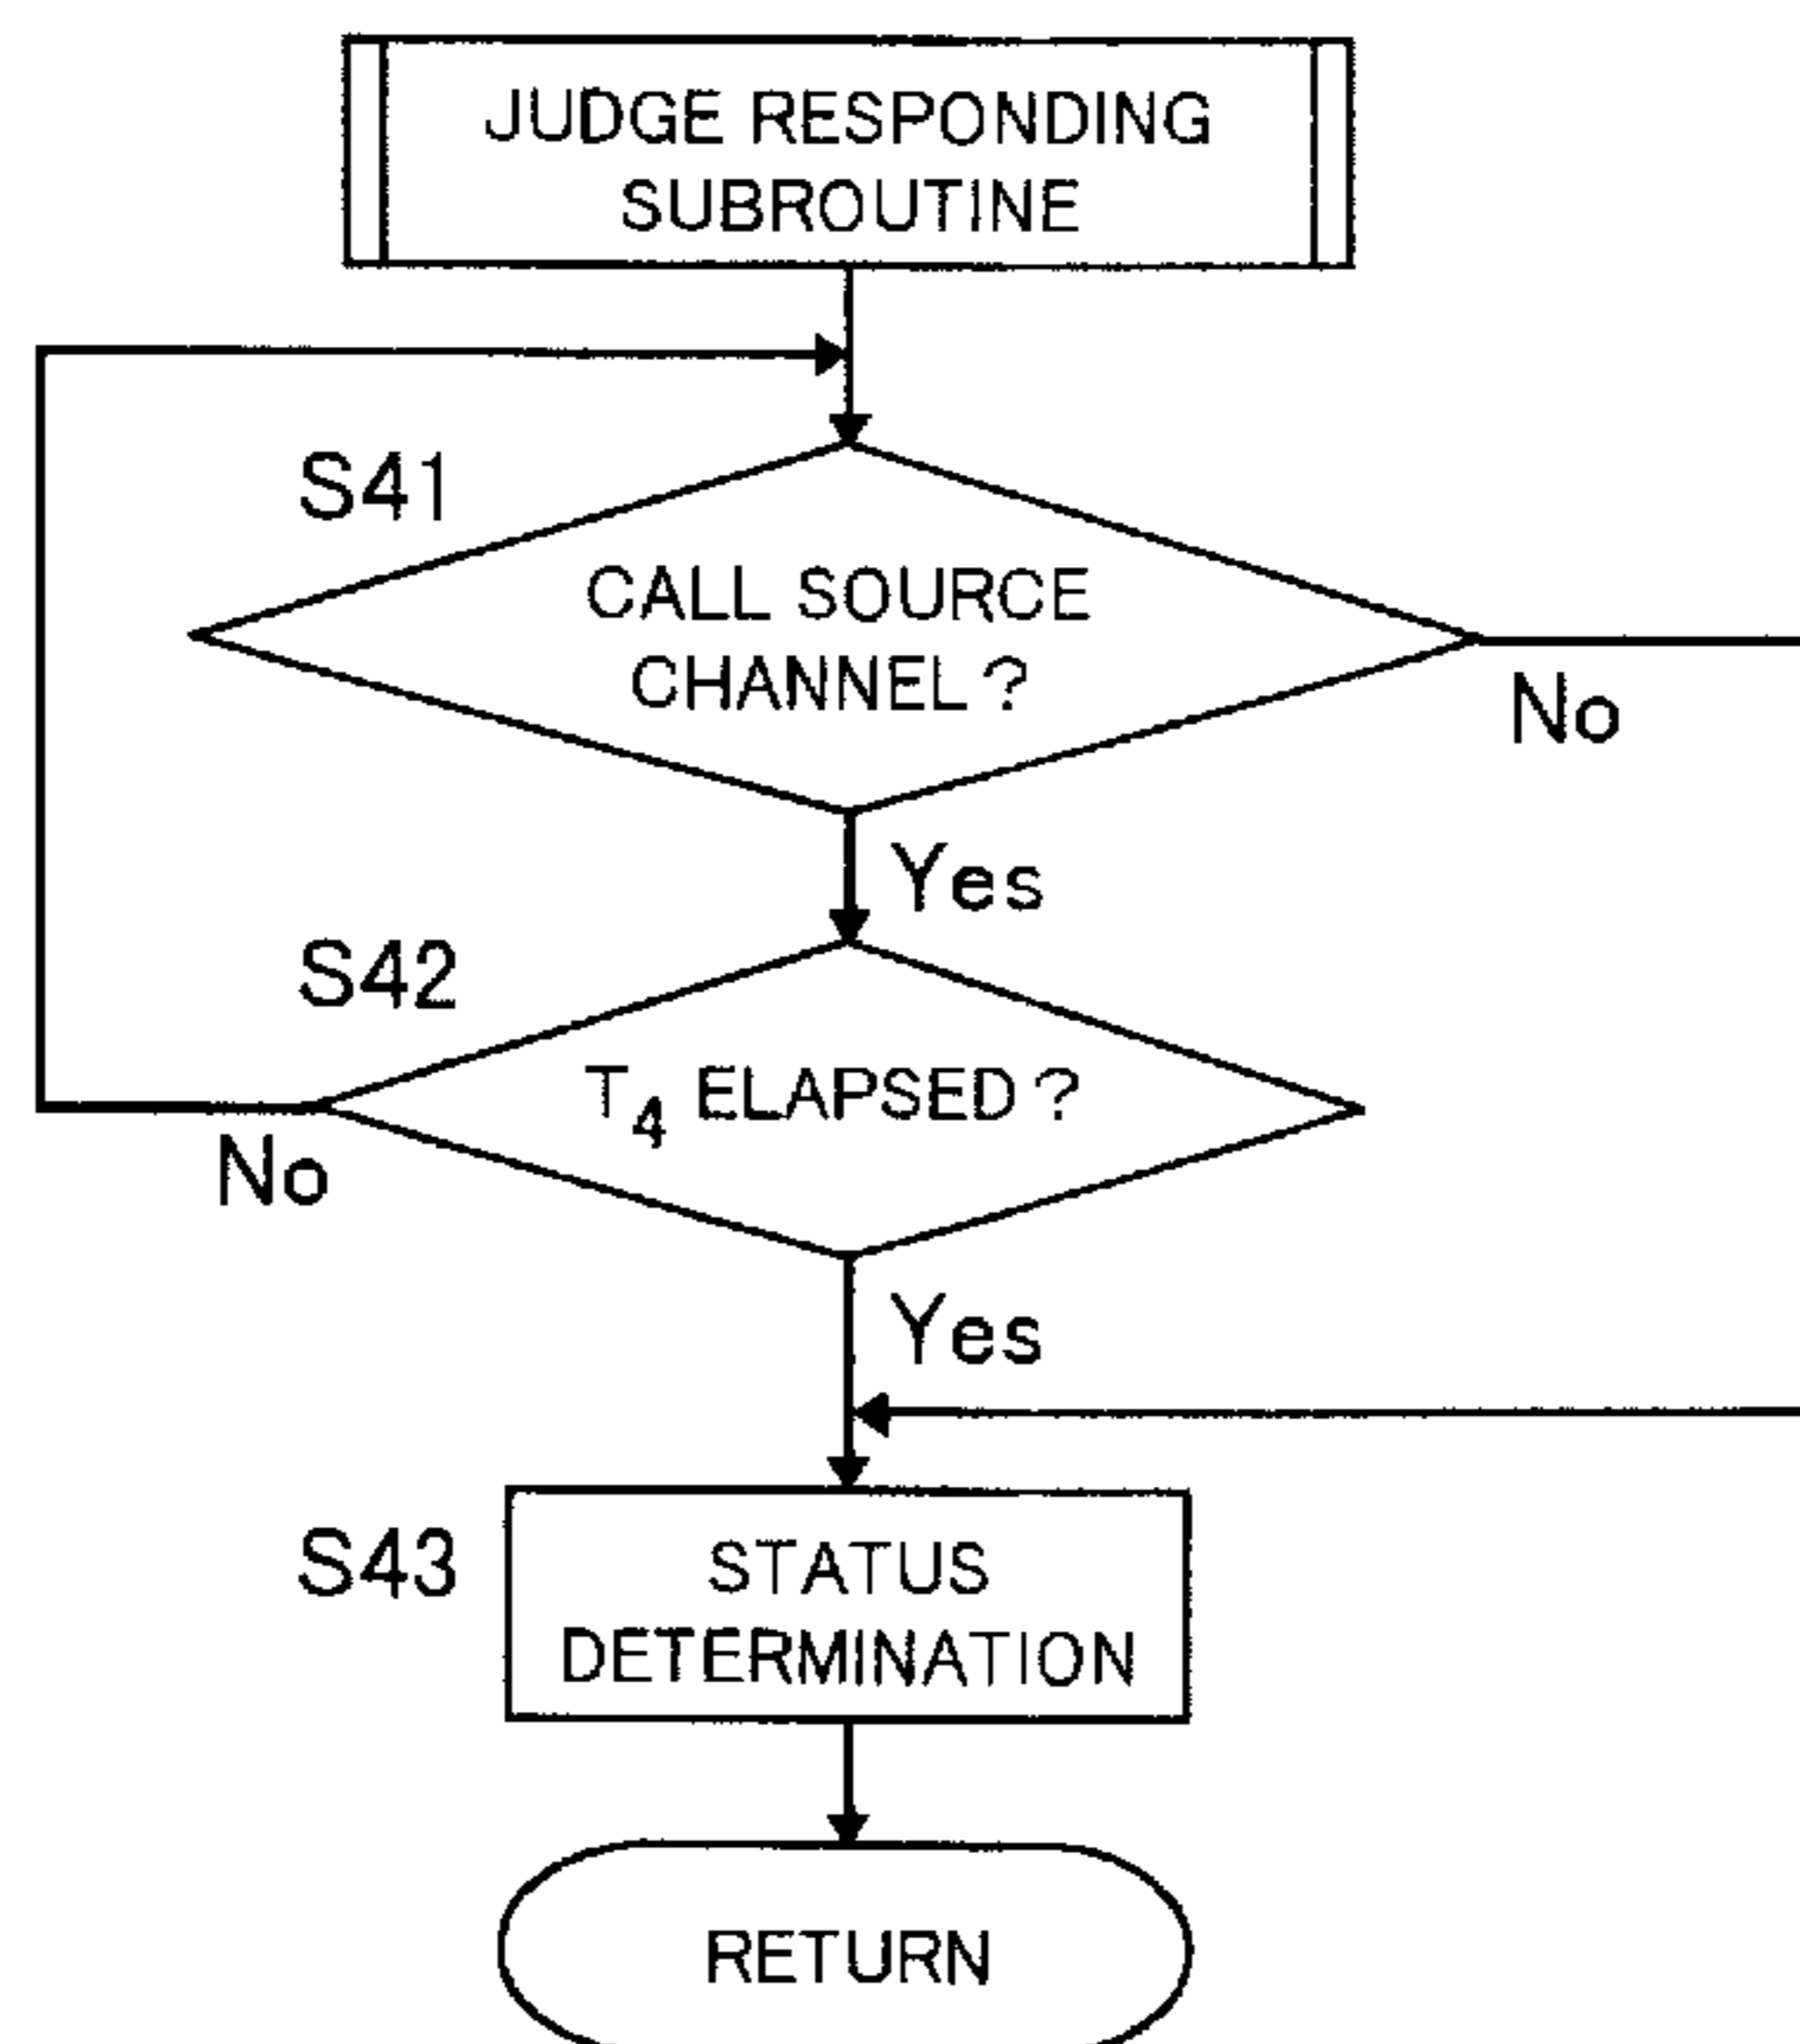 JUDGE RESPONDING
SUBROUTINE
S41
CALL SOURCE
CHANNEL ?
No
Yes
S42
T4 ELAPSED ?
No
Yes
S43
STATUS
DETERMINATION
RETURN